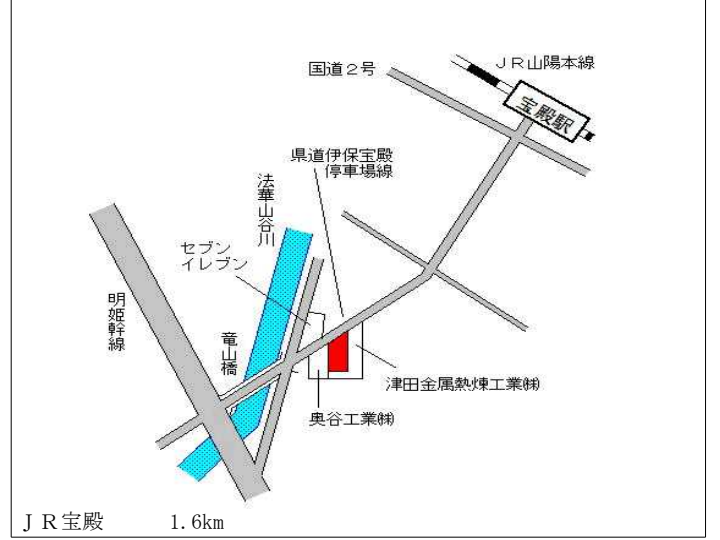 ＪＲ山陽本線
国道２号
宝殿駅
県道伊保宝殿
停車場線
法華山谷川
セブン
イレブン
明姫幹線
竜山橋
津田金属熱煉工業㈱
奥谷工業㈱
ＪＲ宝殿　　　1.6km